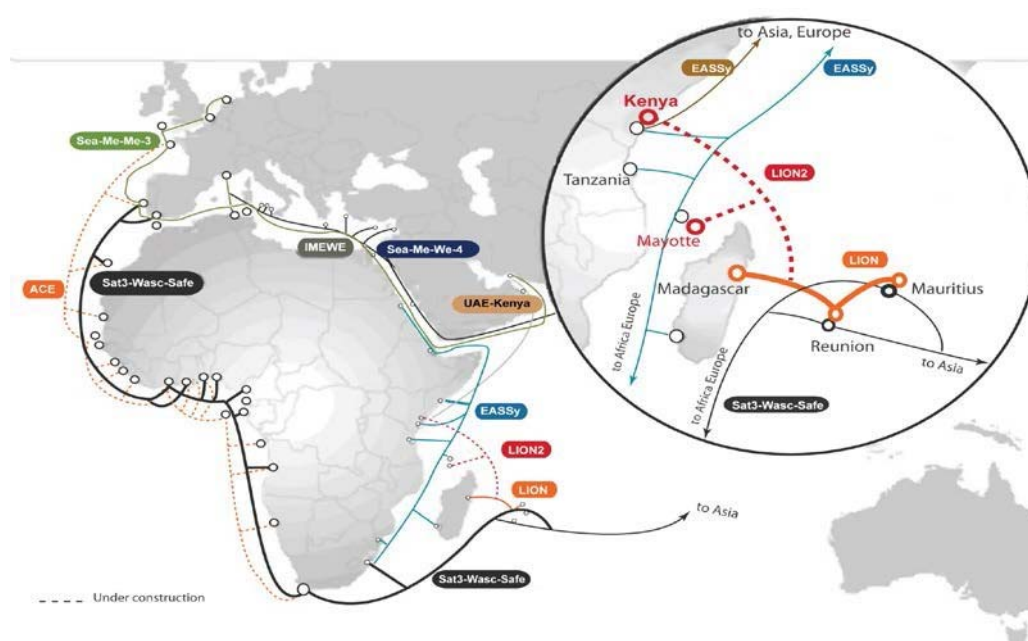 to Asia, Europe
EASSy
EASSy
Kenya
Sea-Me-Me-3
LION2
Tanzania
Mayotte
IMEWE
Sea-Me-We-4
LION
ACE
Sat3-Wasc-Safe
UAE-Kenya
Madagascar
Mauritius
Reunion
to Africa Europe
to Africa Europe
to Asia
Sat3-Wasc-Safe
EASSy
LION2
LION
to Asia
Sat3-Wasc-Safe
Under construction